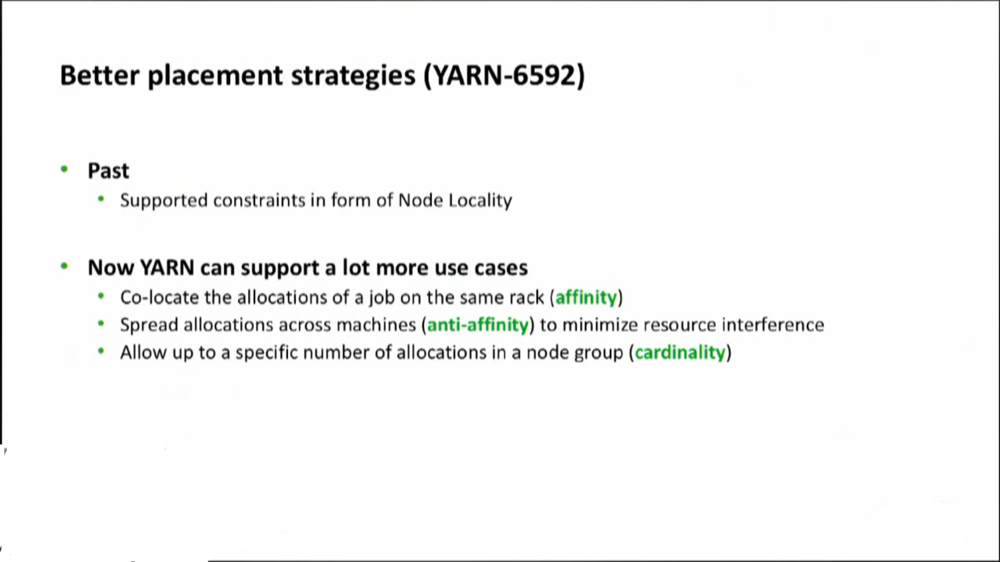 Better placement strategies (YARN-6592)
• Past
• Supported constraints in form of Node Locality
• Now YARN can support a lot more use cases
• Co-locate the allocations of a job on the same rack (affinity)
• Spread allocations across machines (anti-affinity) to minimize resource interference
• Allow up to a specific number of allocations in a node group (cardinality)